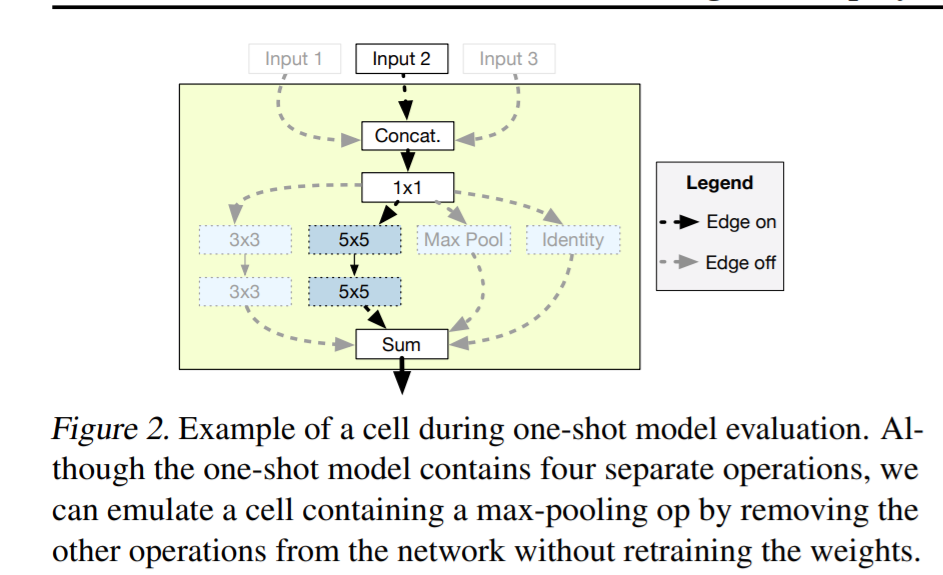 Input 1 Input 2 Input 3
Concat.
1x1
Legend
Edge on
Edge off
3x3 5x5 Max Pool Identity
3x3 5x5
Sum
Figure 2. Example of a cell during one-shot model evaluation. Al-
though the one-shot model contains four separate operations, we
can emulate a cell containing a max-pooling op by removing the
other operations from the network without retraining the weights.